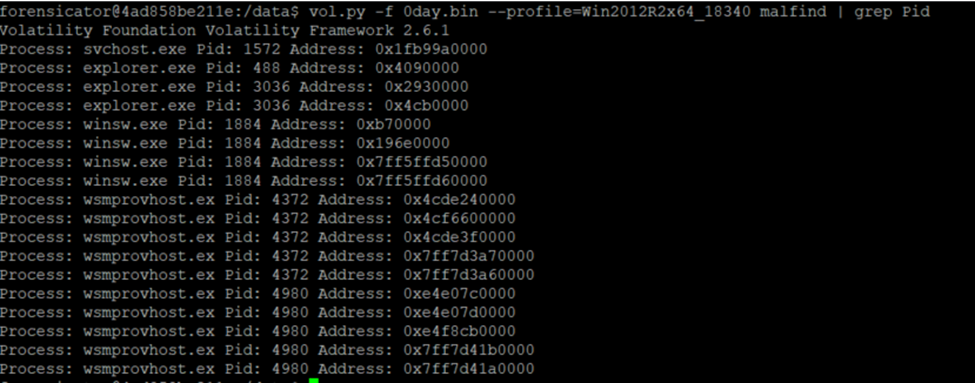 forensicator@4ad858be211e:/data$ vol.py -f 0day.bin --profile=Win2012R2x64_18340 malfind | grep Pid
Volatility Foundation Volatility Framework 2.6.1
Process: svchost.exe Pid: 1572 Address: 0x1fb99a0000
Process: explorer.exe Pid: 488 Address: 0x4090000
Process: explorer.exe Pid: 3036 Address: 0x2930000
Process: explorer.exe Pid: 3036 Address: 0x4cb0000
Process: winsw.exe Pid: 1884 Address: 0xb70000
Process: winsw.exe Pid: 1884 Address: 0x196e0000
Process: winsw.exe Pid: 1884 Address: 0x7ff5ffd50000
Process: winsw.exe Pid: 1884 Address: 0x7ff5ffd60000
Process: wsmprovhost.ex Pid: 4372 Address: 0x4cde240000
Process: wsmprovhost.ex Pid: 4372 Address: 0x4cf6600000
Process: wsmprovhost.ex Pid: 4372 Address: 0x4cde3f0000
Process: wsmprovhost.ex Pid: 4372 Address: 0x7ff7d3a70000
Process: wsmprovhost.ex Pid: 4372 Address: 0x7ff7d3a60000
Process: wsmprovhost.ex Pid: 4980 Address: 0xe4e07c0000
Process: wsmprovhost.ex Pid: 4980 Address: 0xe4e07d0000
Process: wsmprovhost.ex Pid: 4980 Address: 0xe4f8cb0000
Process: wsmprovhost.ex Pid: 4980 Address: 0x7ff7d41b0000
Process: wsmprovhost.ex Pid: 4980 Address: 0x7ff7d41a0000